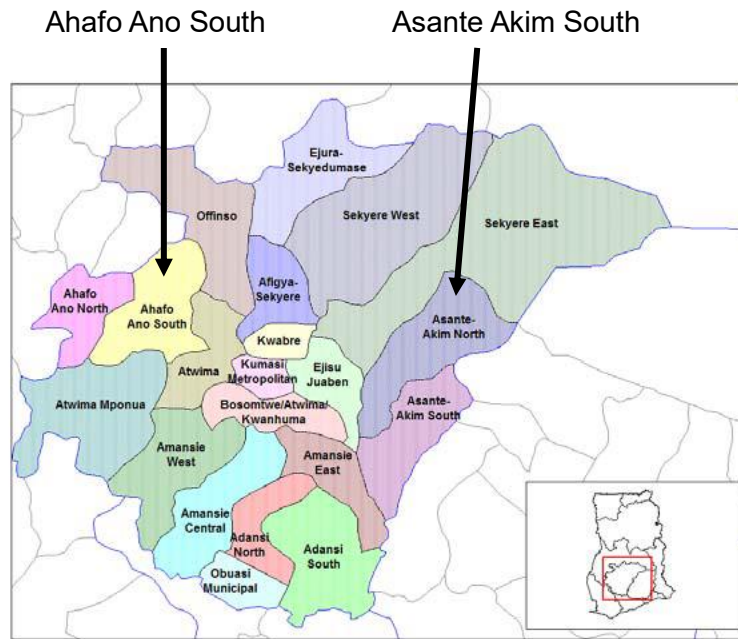 Ahafo Ano South
Asante Akim South
Ejura-
Sekyedumase
Offinso
Sekyere West
Sekyere East
Ahafo
Ano North
Ahafo
Ano South
Afigya-
Sekyere
Asante-
Akim North
Kwabre
Atwima
Kumasi
Metropolitan
Ejisu
Juaben
Atwima Mponua
Bosomtwe/Atwima/
Kwanhuma
Asante-
Akim South
Amansie
West
Amansie
East
Amansie
Central
Adansi
North
Adansi
South
Obuasi
Municipal